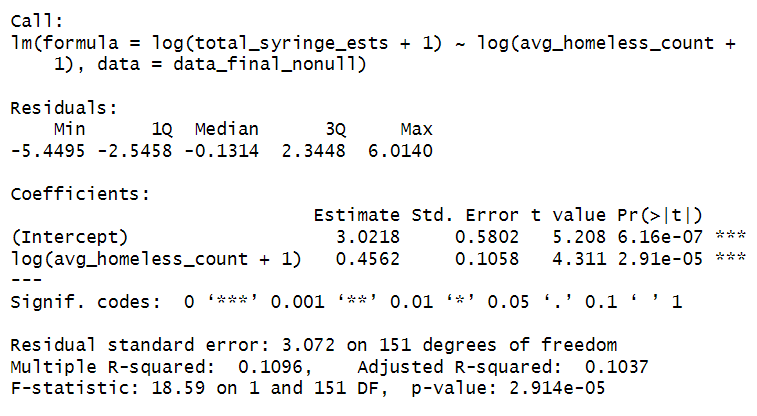 Call:
lm(formula = log(total_syringe_ests + 1) ~ log(avg_homeless_count +
    1), data = data_final_nonull)

Residuals:
    Min      1Q  Median      3Q     Max
-5.4495 -2.5458 -0.1314  2.3448  6.0140

Coefficients:
                            Estimate Std. Error t value Pr(>|t|)
(Intercept)                   3.0218     0.5802   5.208 6.16e-07 ***
log(avg_homeless_count + 1)   0.4562     0.1058   4.311 2.91e-05 ***
---
Signif. codes:  0 ‘***’ 0.001 ‘**’ 0.01 ‘*’ 0.05 ‘.’ 0.1 ‘ ’ 1

Residual standard error: 3.072 on 151 degrees of freedom
Multiple R-squared:  0.1096,    Adjusted R-squared:  0.1037
F-statistic: 18.59 on 1 and 151 DF,  p-value: 2.914e-05